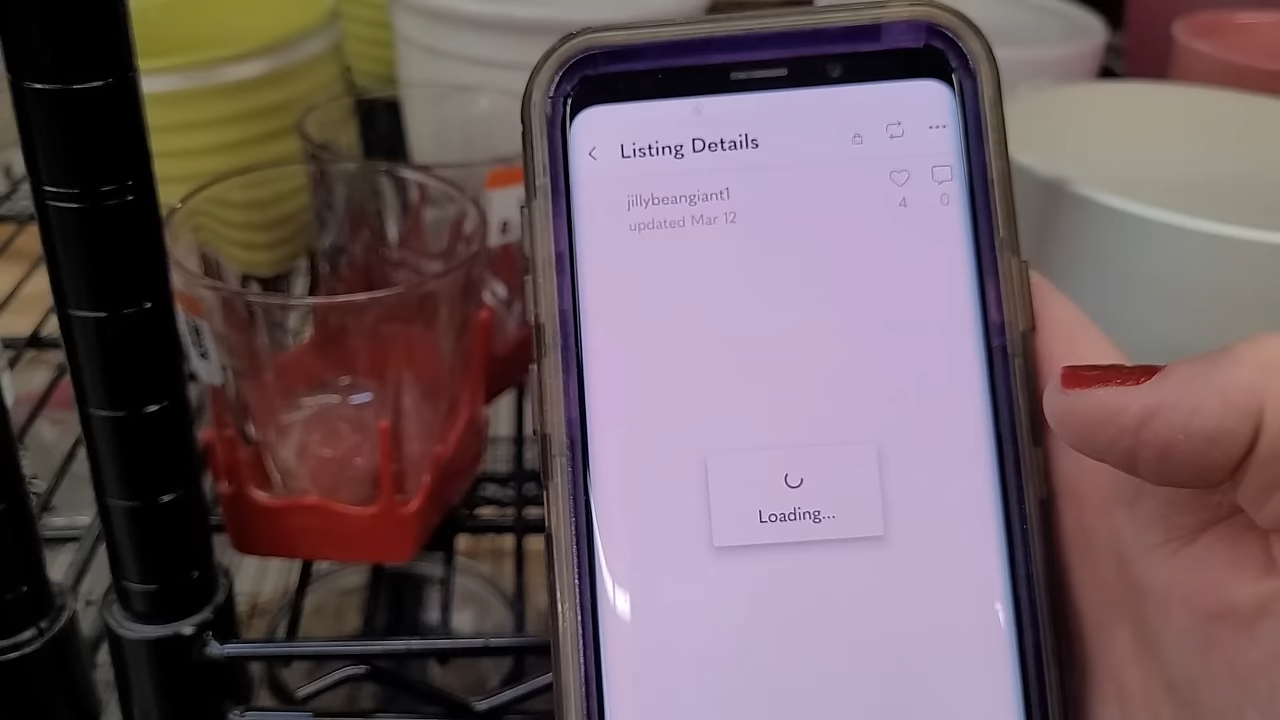 Listing Details
jillybeangiant1
updated Mar 12
4 0
Loading...